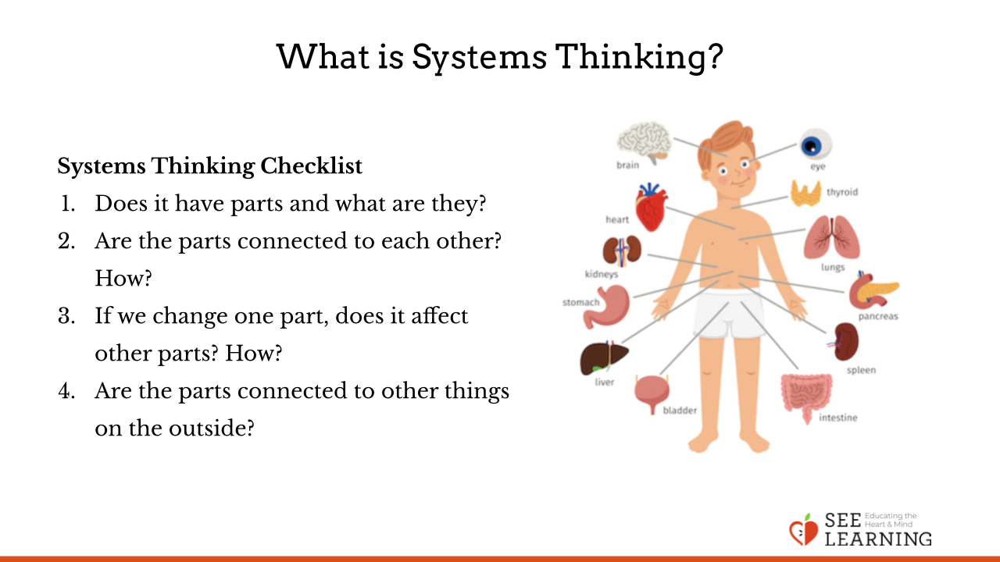 What is Systems Thinking?
Systems Thinking Checklist
1. Does it have parts and what are they?
2. Are the parts connected to each other?
How?
3. If we change one part, does it affect
other parts? How?
4. Are the parts connected to other things
on the outside?
brain
eye
thyroid
heart
lungs
kidneys
stomach
pancreas
spleen
liver
bladder
intestine
SEE
Educating the
Heart & Mind
LEARNING